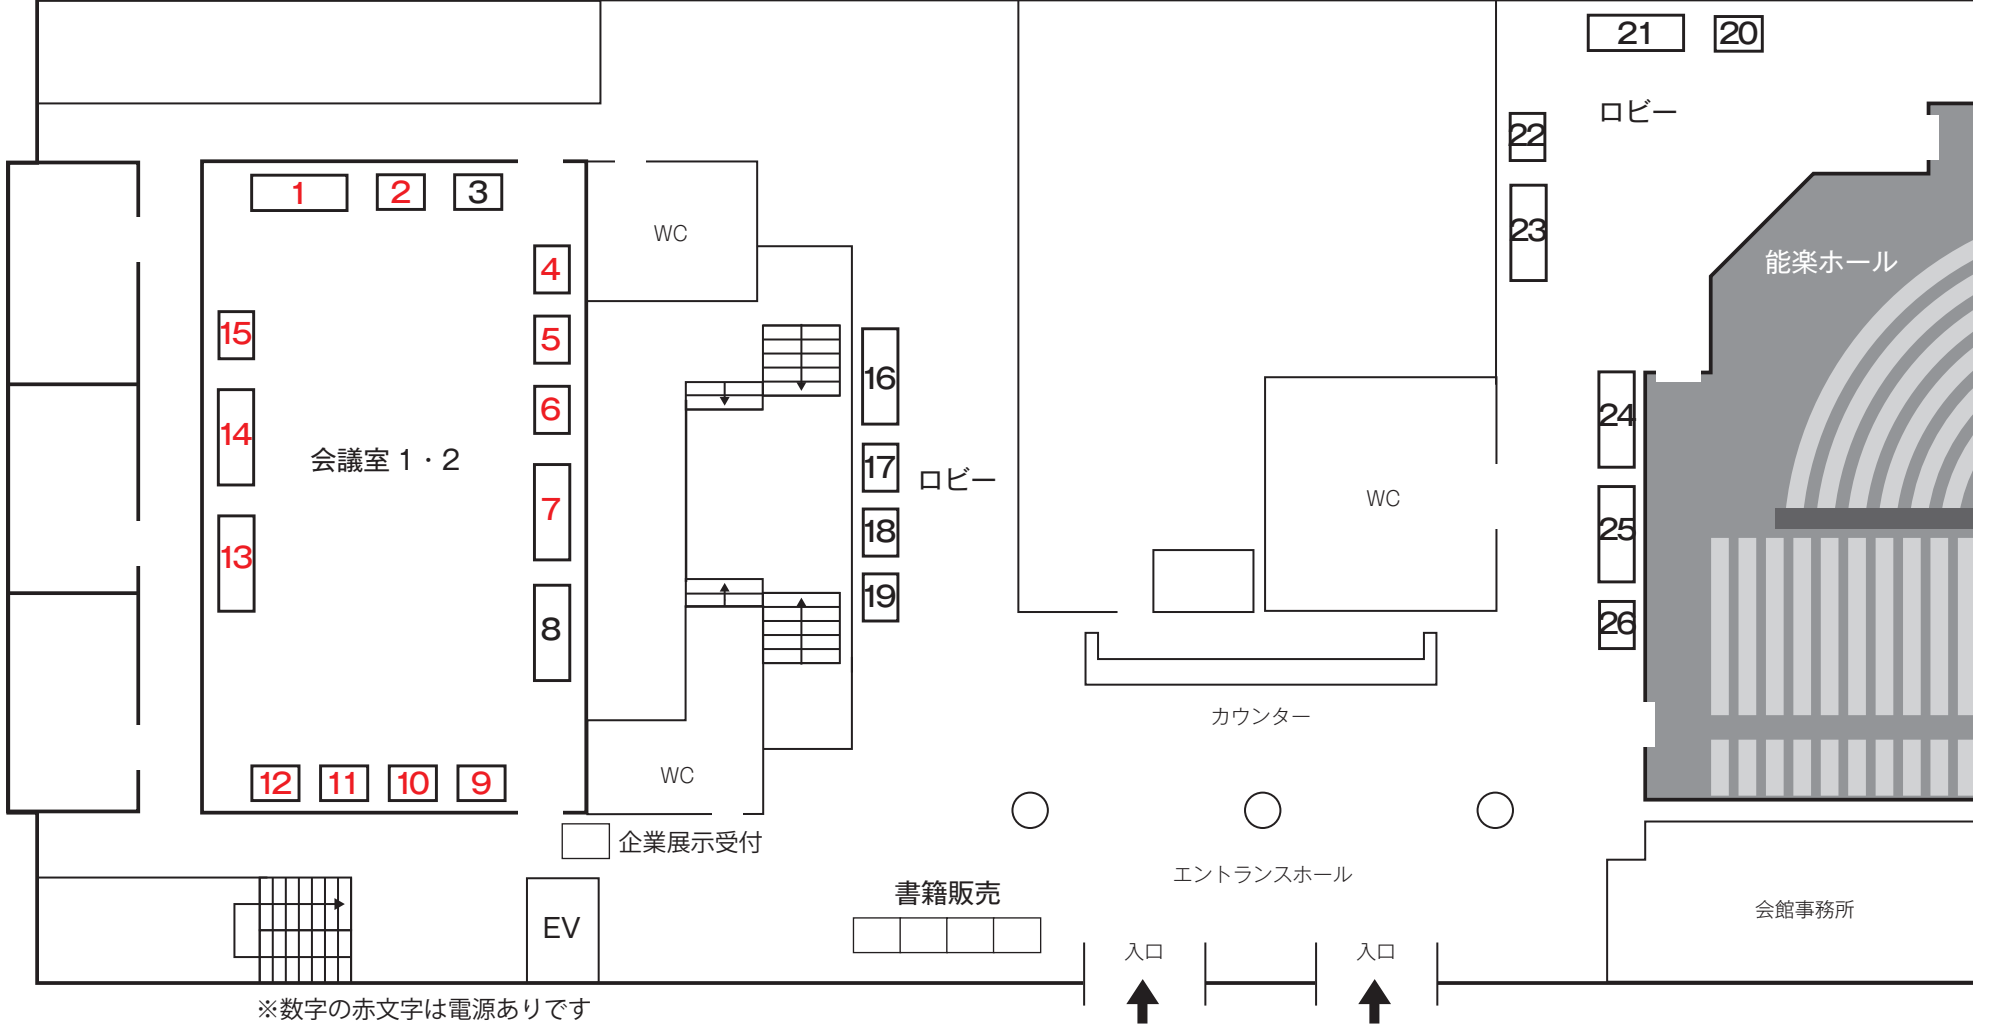 21
20
ロビー
22
1
2
3
23
WC
能楽ホール
4
15
5
16
6
24
14
会議室 1・2
17
ロビー
7
WC
18
25
13
19
8
26
カウンター
12
11
10
9
WC
企業展示受付
エントランスホール
書籍販売
会館事務所
EV
入口
入口
※数字の赤文字は電源ありです